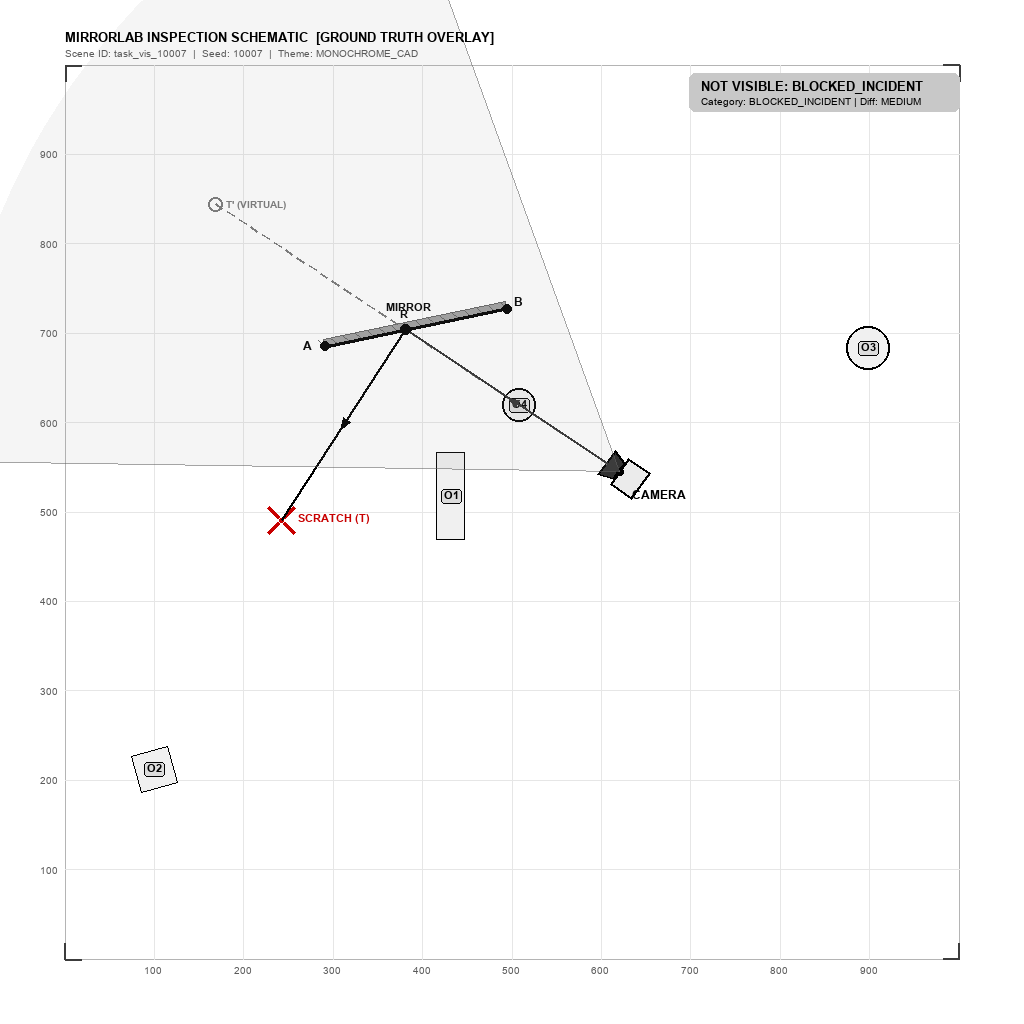 MIRRORLAB INSPECTION SCHEMATIC [GROUND TRUTH OVERLAY]
Scene ID: task_vis_10007 | Seed: 10007 | Theme: MONOCHROME_CAD
NOT VISIBLE: BLOCKED_INCIDENT
Category: BLOCKED_INCIDENT | Diff: MEDIUM
900
T' (VIRTUAL)
800
B
MIRROR
R
700
A
O3
O4
600
O1
CAMERA
500
SCRATCH (T)
400
300
O2
200
100
100 200 300 400 500 600 700 800 900